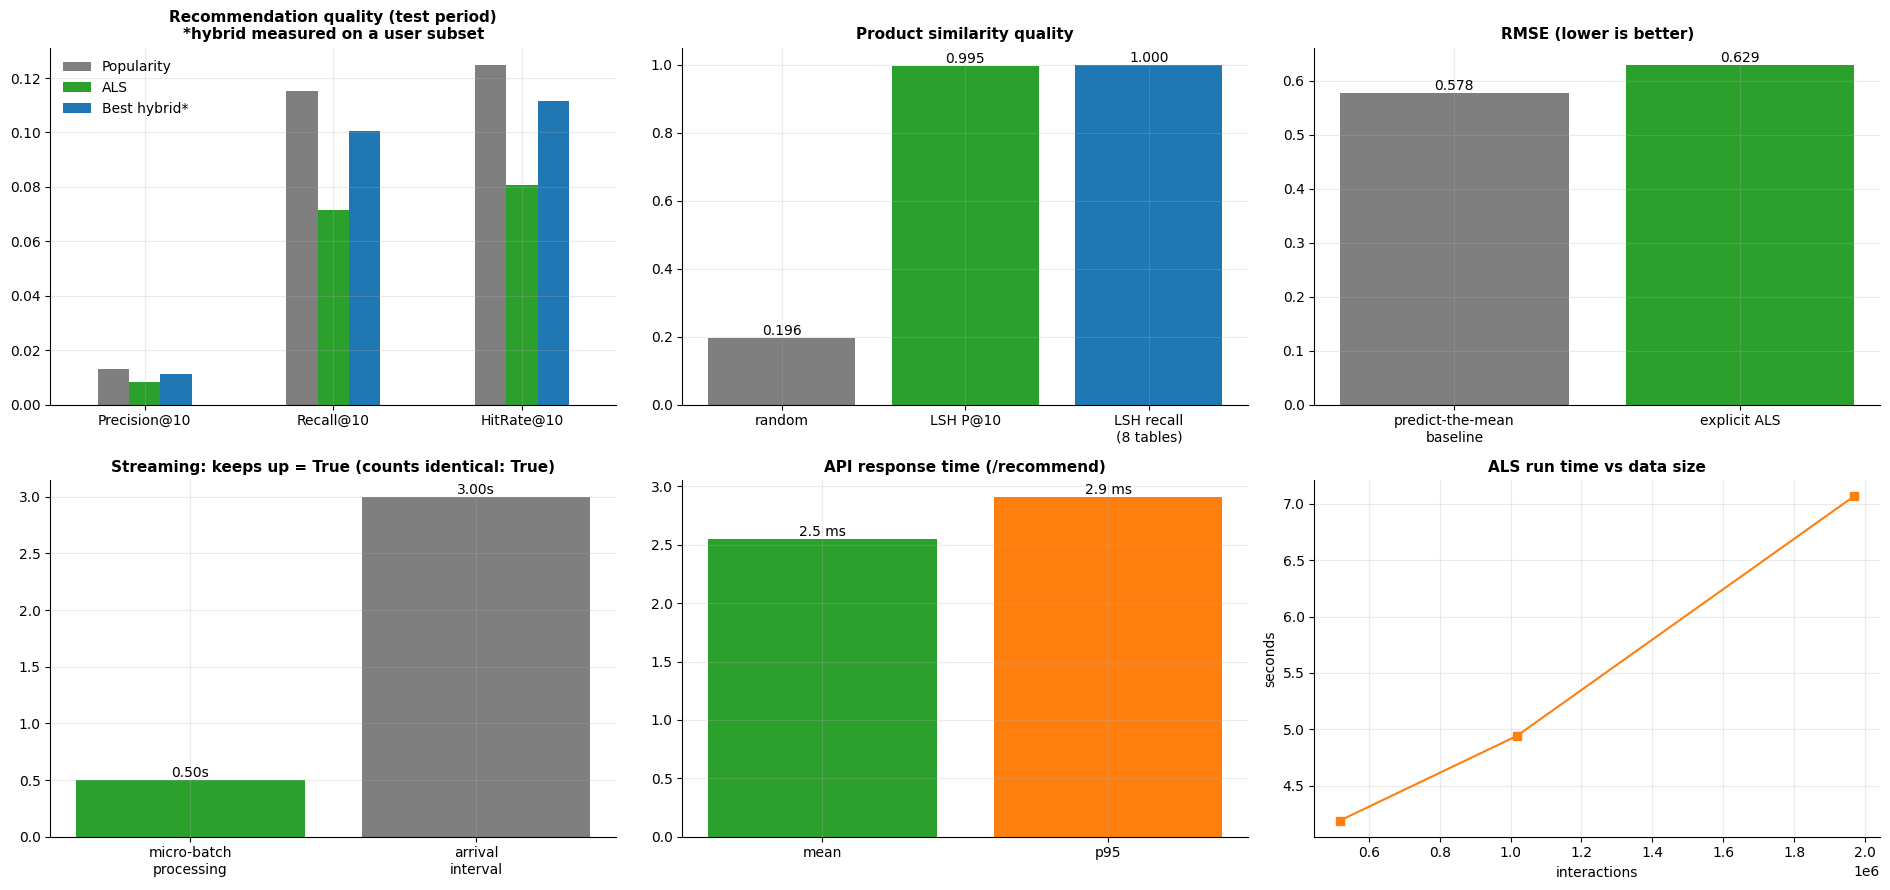 Recommendation quality (test period)
*hybrid measured on a user subset
0.12
0.10
0.08
0.06
0.04
0.02
0.00
Popularity
ALS
Best hybrid*
Precision@10
Recall@10
HitRate@10
Product similarity quality
1.0
0.8
0.6
0.4
0.2
0.0
0.196
0.995
1.000
random
LSH P@10
LSH recall
(8 tables)
RMSE (lower is better)
0.6
0.5
0.4
0.3
0.2
0.1
0.0
0.578
0.629
predict-the-mean
baseline
explicit ALS
Streaming: keeps up = True (counts identical: True)
3.0
2.5
2.0
1.5
1.0
0.5
0.0
0.50s
3.00s
micro-batch
processing
arrival
interval
API response time (/recommend)
3.0
2.5
2.0
1.5
1.0
0.5
0.0
2.5 ms
2.9 ms
mean
p95
ALS run time vs data size
seconds
7.0
6.5
6.0
5.5
5.0
4.5
0.6
0.8
1.0
1.2
1.4
1.6
1.8
2.0
1e6
interactions